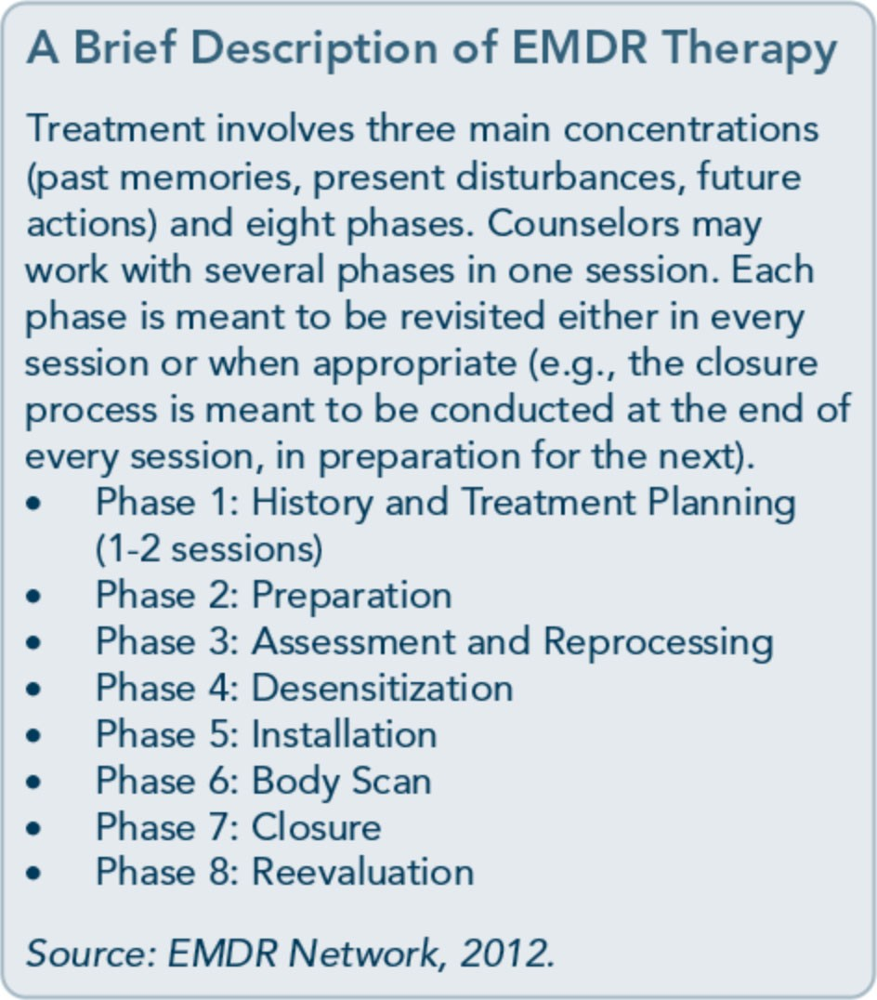 A Brief Description of EMDR Therapy
Treatment involves three main concentrations
(past memories, present disturbances, future
actions) and eight phases. Counselors may
work with several phases in one session. Each
phase is meant to be revisited either in every
session or when appropriate (e.g., the closure
process is meant to be conducted at the end of
every session, in preparation for the next).
• Phase 1: History and Treatment Planning
(1-2 sessions)
• Phase 2: Preparation
• Phase 3: Assessment and Reprocessing
• Phase 4: Desensitization
• Phase 5: Installation
• Phase 6: Body Scan
• Phase 7: Closure
• Phase 8: Reevaluation
Source: EMDR Network, 2012.